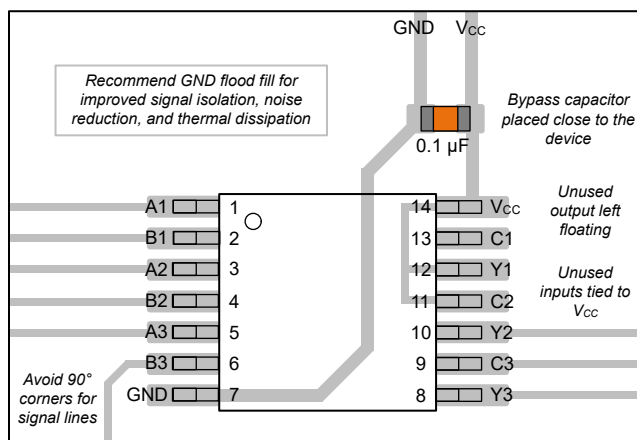 GND VCC
Recommend GND flood fill for
improved signal isolation, noise
reduction, and thermal dissipation
Bypass capacitor
placed close to the
device
0.1 µF
A1 1 14 VCC
B1 2 13 C1
A2 3 12 Y1
B2 4 11 C2
A3 5 10 Y2
B3 6 9 C3
GND 7 8 Y3
Unused
output left
floating
Unused
inputs tied to
VCC
Avoid 90°
corners for
signal lines